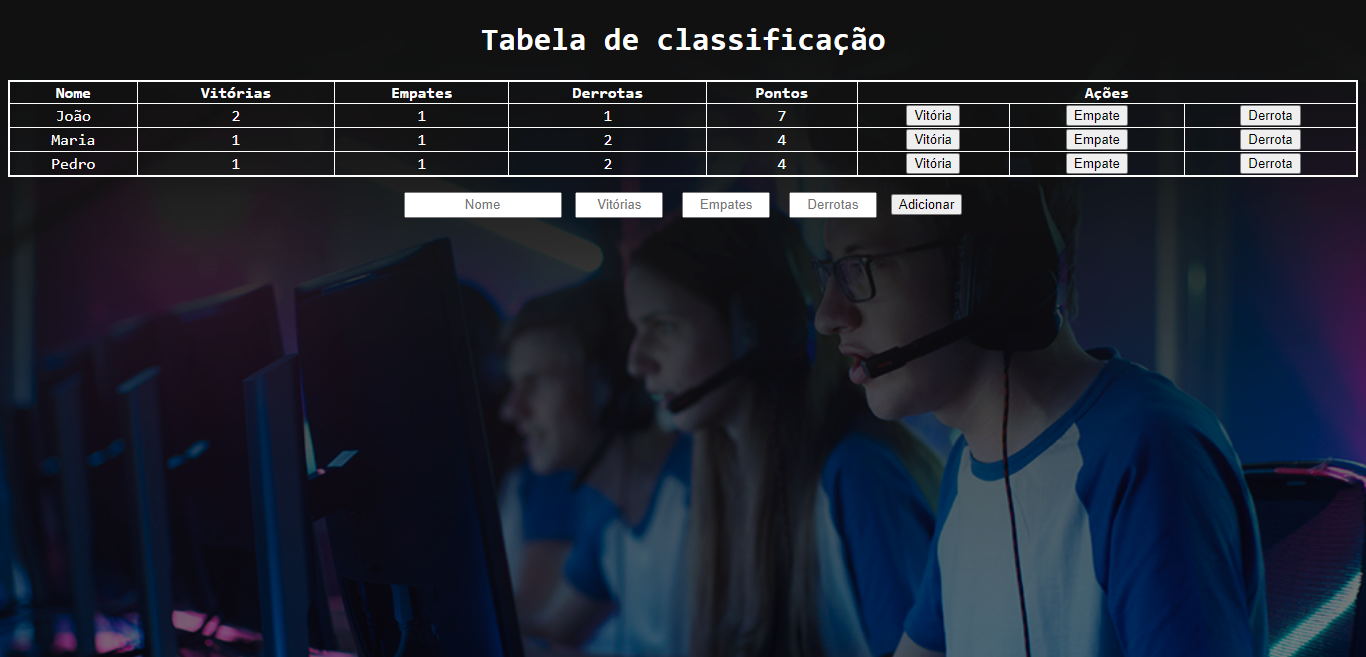 Tabela de classificação
Nome Vitórias Empates Derrotas Pontos Ações
João 2 1 1 7 Vitória Empate Derrota
Maria 1 1 2 4 Vitória Empate Derrota
Pedro 1 1 2 4 Vitória Empate Derrota
Nome Vitórias Empates Derrotas Adicionar